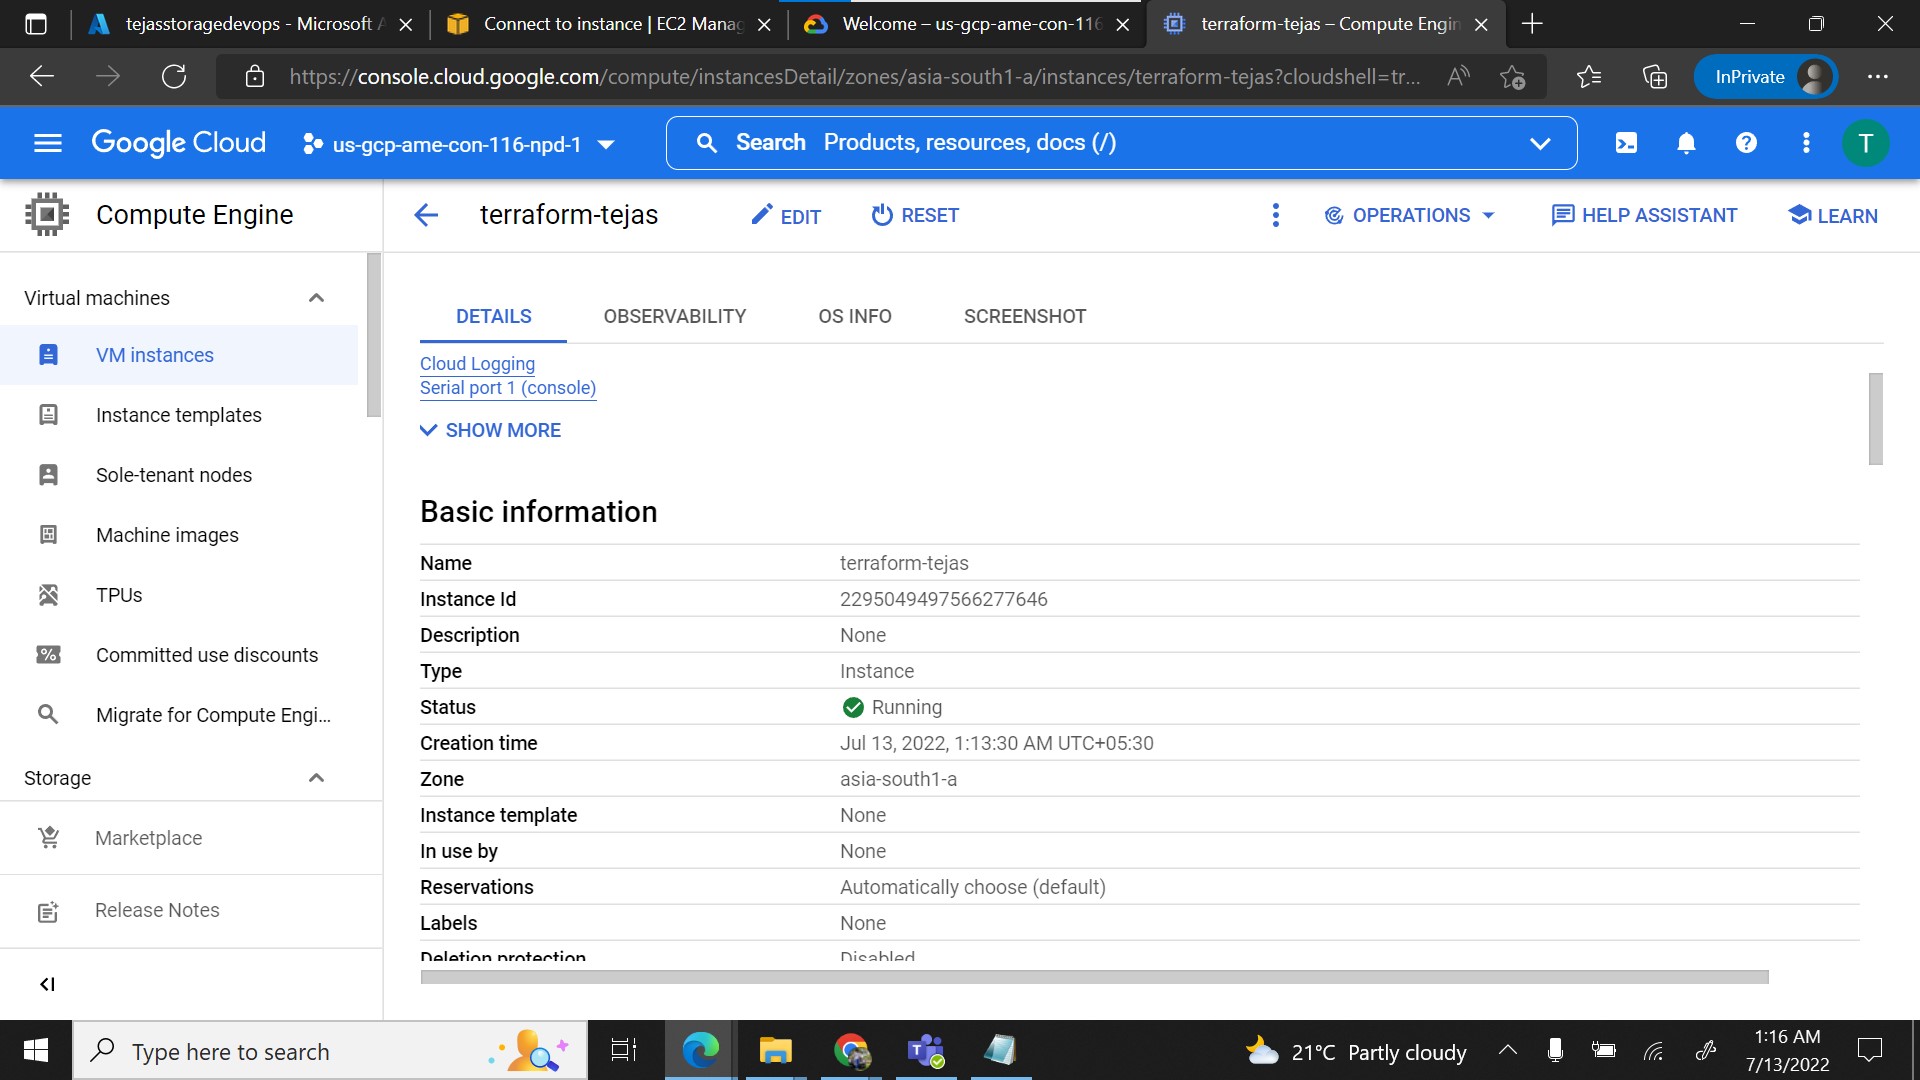 tejasstoragedevops - Microsoft A
Connect to instance | EC2 Manag
Welcome – us-gcp-ame-con-116
terraform-tejas – Compute Engin
https://console.cloud.google.com/compute/instancesDetail/zones/asia-south1-a/instances/terraform-tejas?cloudshell=tr...
InPrivate
Google Cloud
us-gcp-ame-con-116-npd-1
Search Products, resources, docs (/)
T
Compute Engine
terraform-tejas
EDIT
RESET
OPERATIONS
HELP ASSISTANT
LEARN
Virtual machines
VM instances
Instance templates
Sole-tenant nodes
Machine images
TPUs
Committed use discounts
Migrate for Compute Engi...
Storage
Marketplace
Release Notes
DETAILS
OBSERVABILITY
OS INFO
SCREENSHOT
Cloud Logging
Serial port 1 (console)
SHOW MORE
Basic information
Name terraform-tejas
Instance Id 2295049497566277646
Description None
Type Instance
Status Running
Creation time Jul 13, 2022, 1:13:30 AM UTC+05:30
Zone asia-south1-a
Instance template None
In use by None
Reservations Automatically choose (default)
Labels None
Deletion protection Disabled
Type here to search
21°C Partly cloudy
1:16 AM
7/13/2022